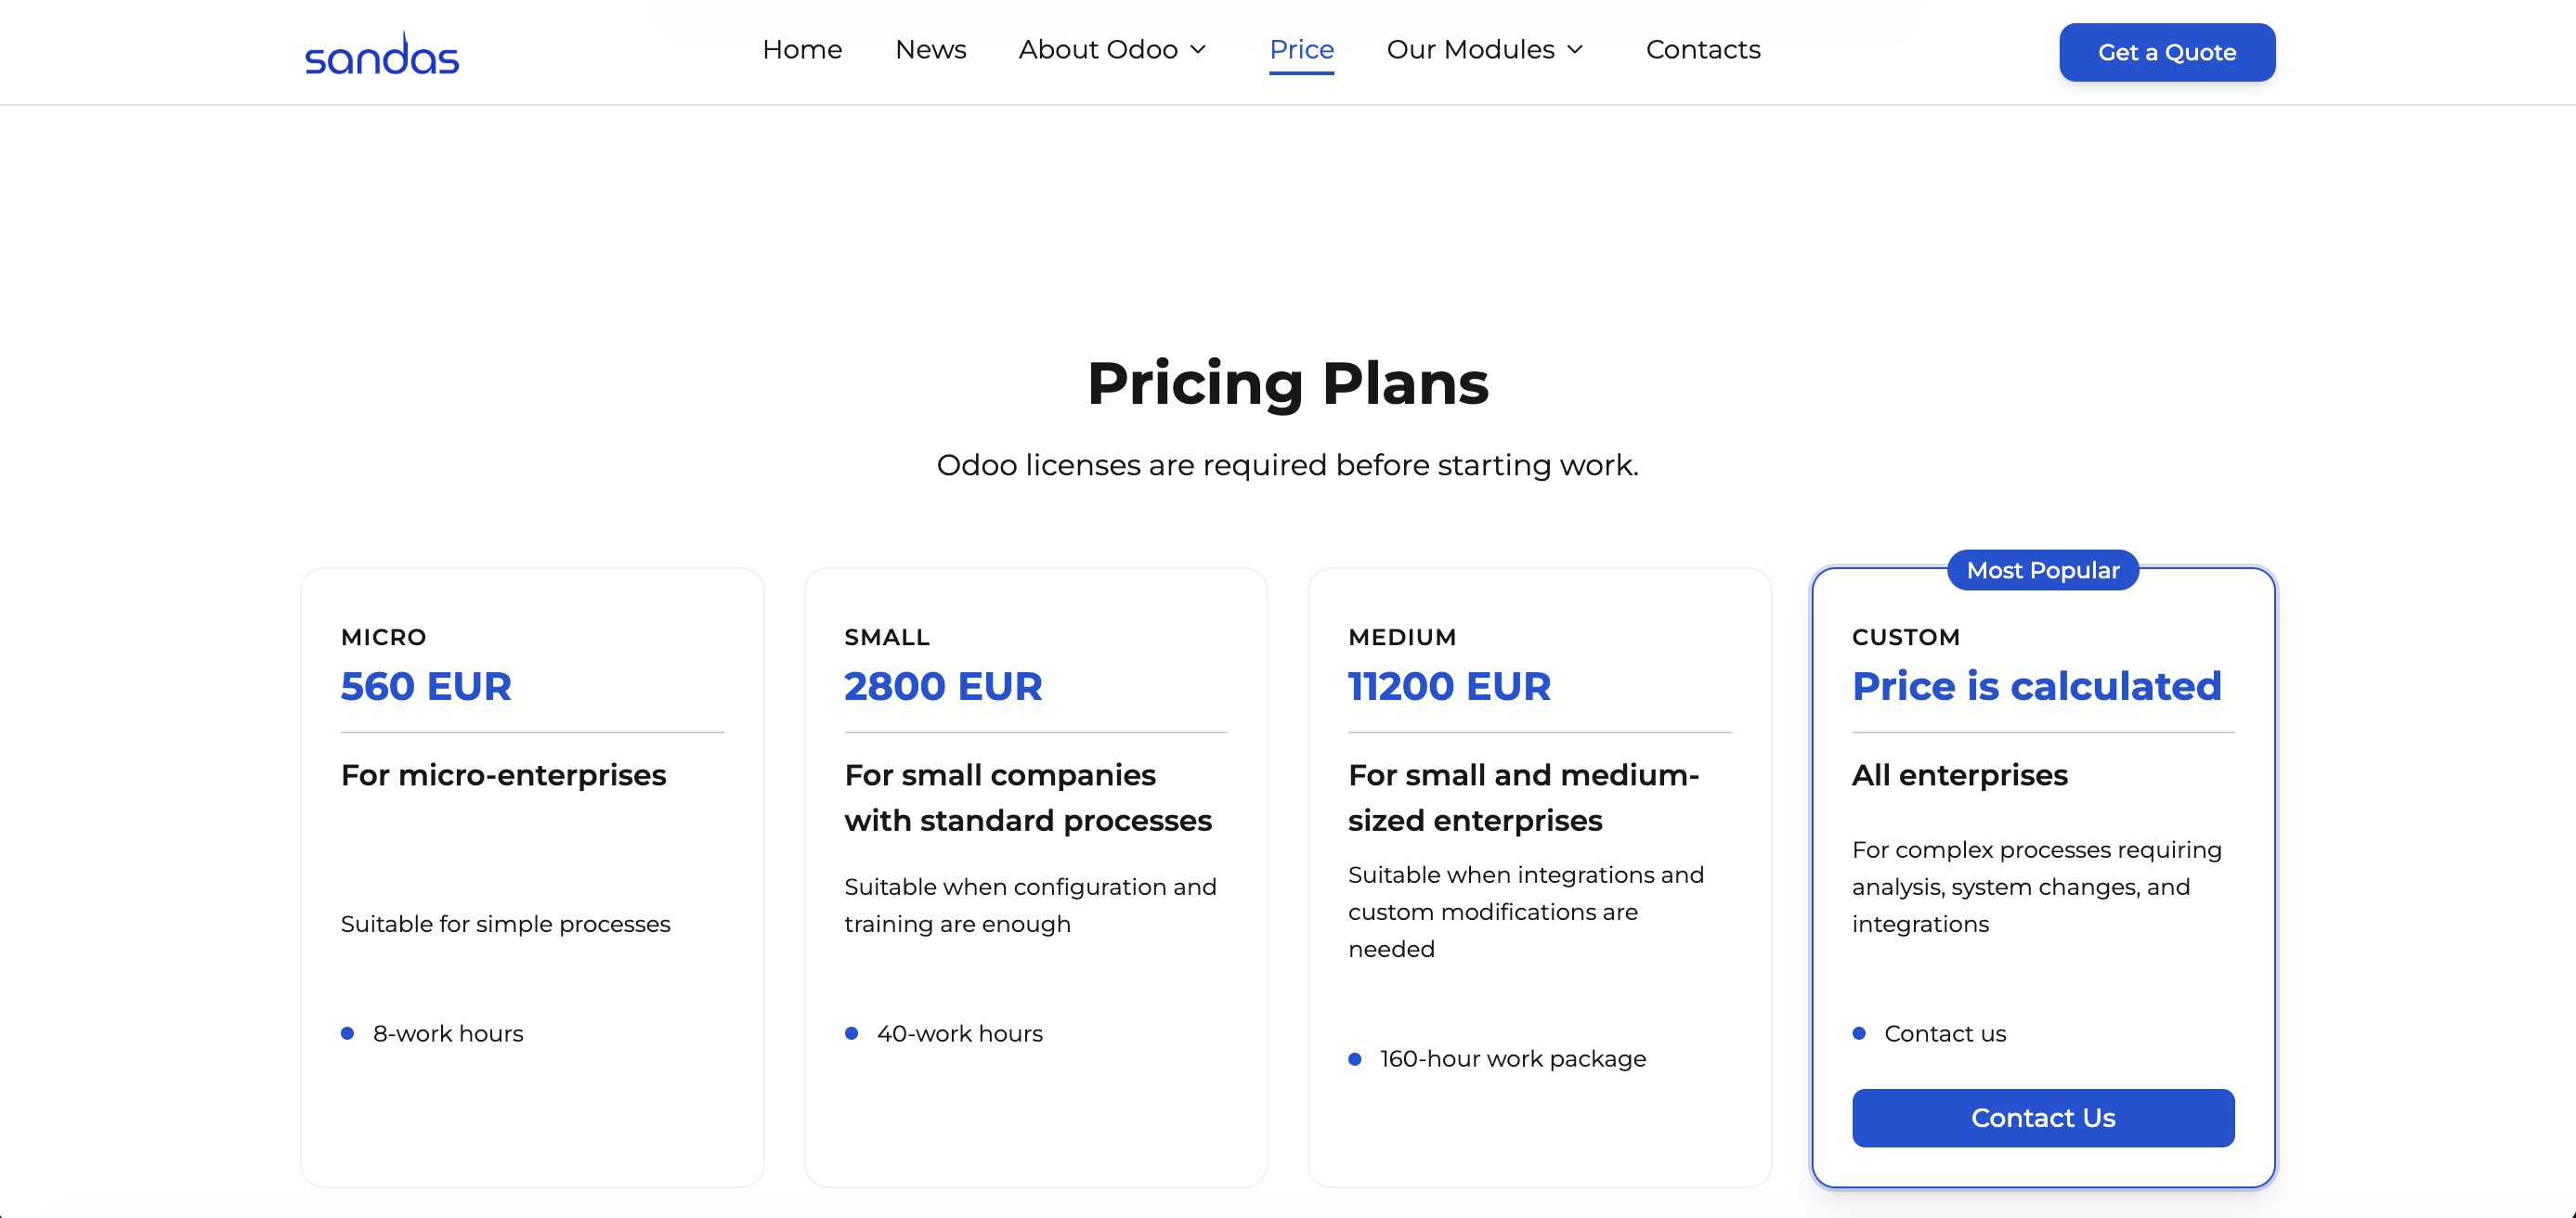 sandas
Home
News
About Odoo
Price
Our Modules
Contacts
Get a Quote
Pricing Plans
Odoo licenses are required before starting work.
MICRO
560 EUR
For micro-enterprises
Suitable for simple processes
8-work hours
SMALL
2800 EUR
For small companies
with standard processes
Suitable when configuration and
training are enough
40-work hours
MEDIUM
11200 EUR
For small and medium-
sized enterprises
Suitable when integrations and
custom modifications are
needed
160-hour work package
Most Popular
CUSTOM
Price is calculated
All enterprises
For complex processes requiring
analysis, system changes, and
integrations
Contact us
Contact Us